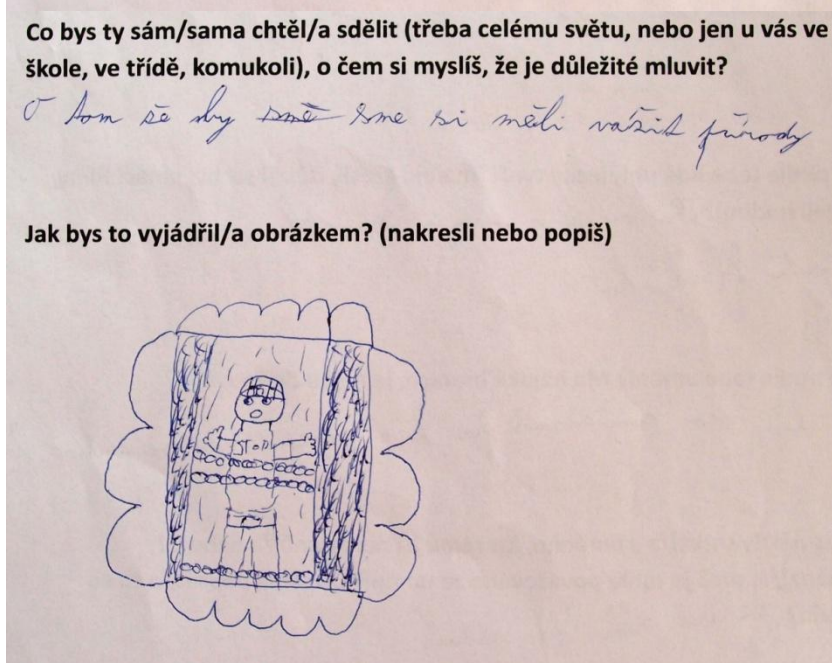 Co bys ty sám/sama chtěl/a sdělit (třeba celému světu, nebo jen u vás ve
škole, ve třídě, komukoli), o čem si myslíš, že je důležité mluvit?
O tom že by smě sme si měli vážit přírody
Jak bys to vyjádřil/a obrázkem? (nakresli nebo popiš)
STOP!